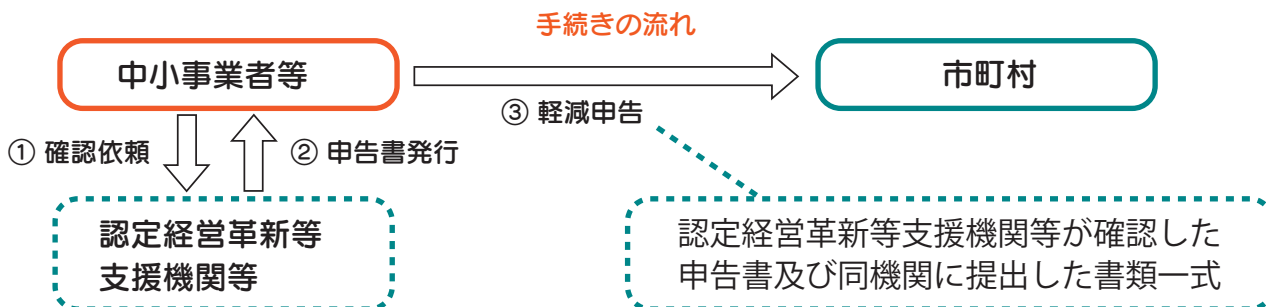 手続きの流れ
中小事業者等
市町村
③ 軽減申告
① 確認依頼
② 申告書発行
認定経営革新等
支援機関等
認定経営革新等支援機関等が確認した
申告書及び同機関に提出した書類一式